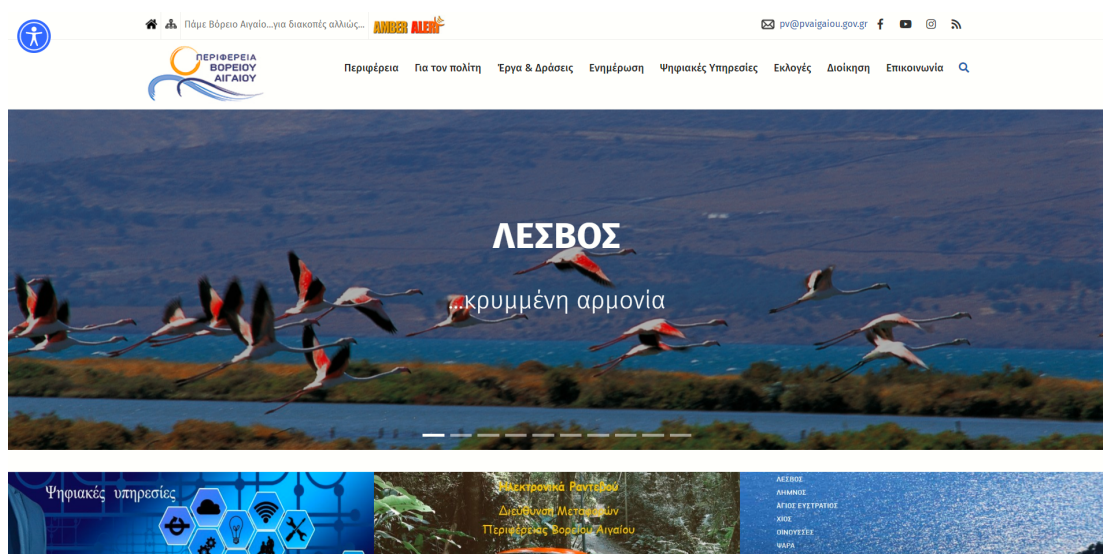 Πάμε Βόρειο Αιγαίο...για διακοπές αλλιώς...
AMBER ALERT
pv@pvaigaiou.gov.gr
ΠΕΡΙΦΕΡΕΙΑ
ΒΟΡΕΙΟΥ
ΑΙΓΑΙΟΥ
Περιφέρεια Για τον πολίτη Έργα & Δράσεις Ενημέρωση Ψηφιακές Υπηρεσίες Εκλογές Διοίκηση Επικοινωνία
ΛΕΣΒΟΣ
...κρυμμένη αρμονία
Ψηφιακές υπηρεσίες
Ηλεκτρονικά Ραντεβού
Διεύθυνση Μεταφορών
Περιφέρειας Βορείου Αιγαίου
ΛΕΣΒΟΣ
ΛΗΜΝΟΣ
ΑΓΙΟΣ ΕΥΣΤΡΑΤΙΟΣ
ΧΙΟΣ
ΟΙΝΟΥΣΣΕΣ
ΨΑΡΑ